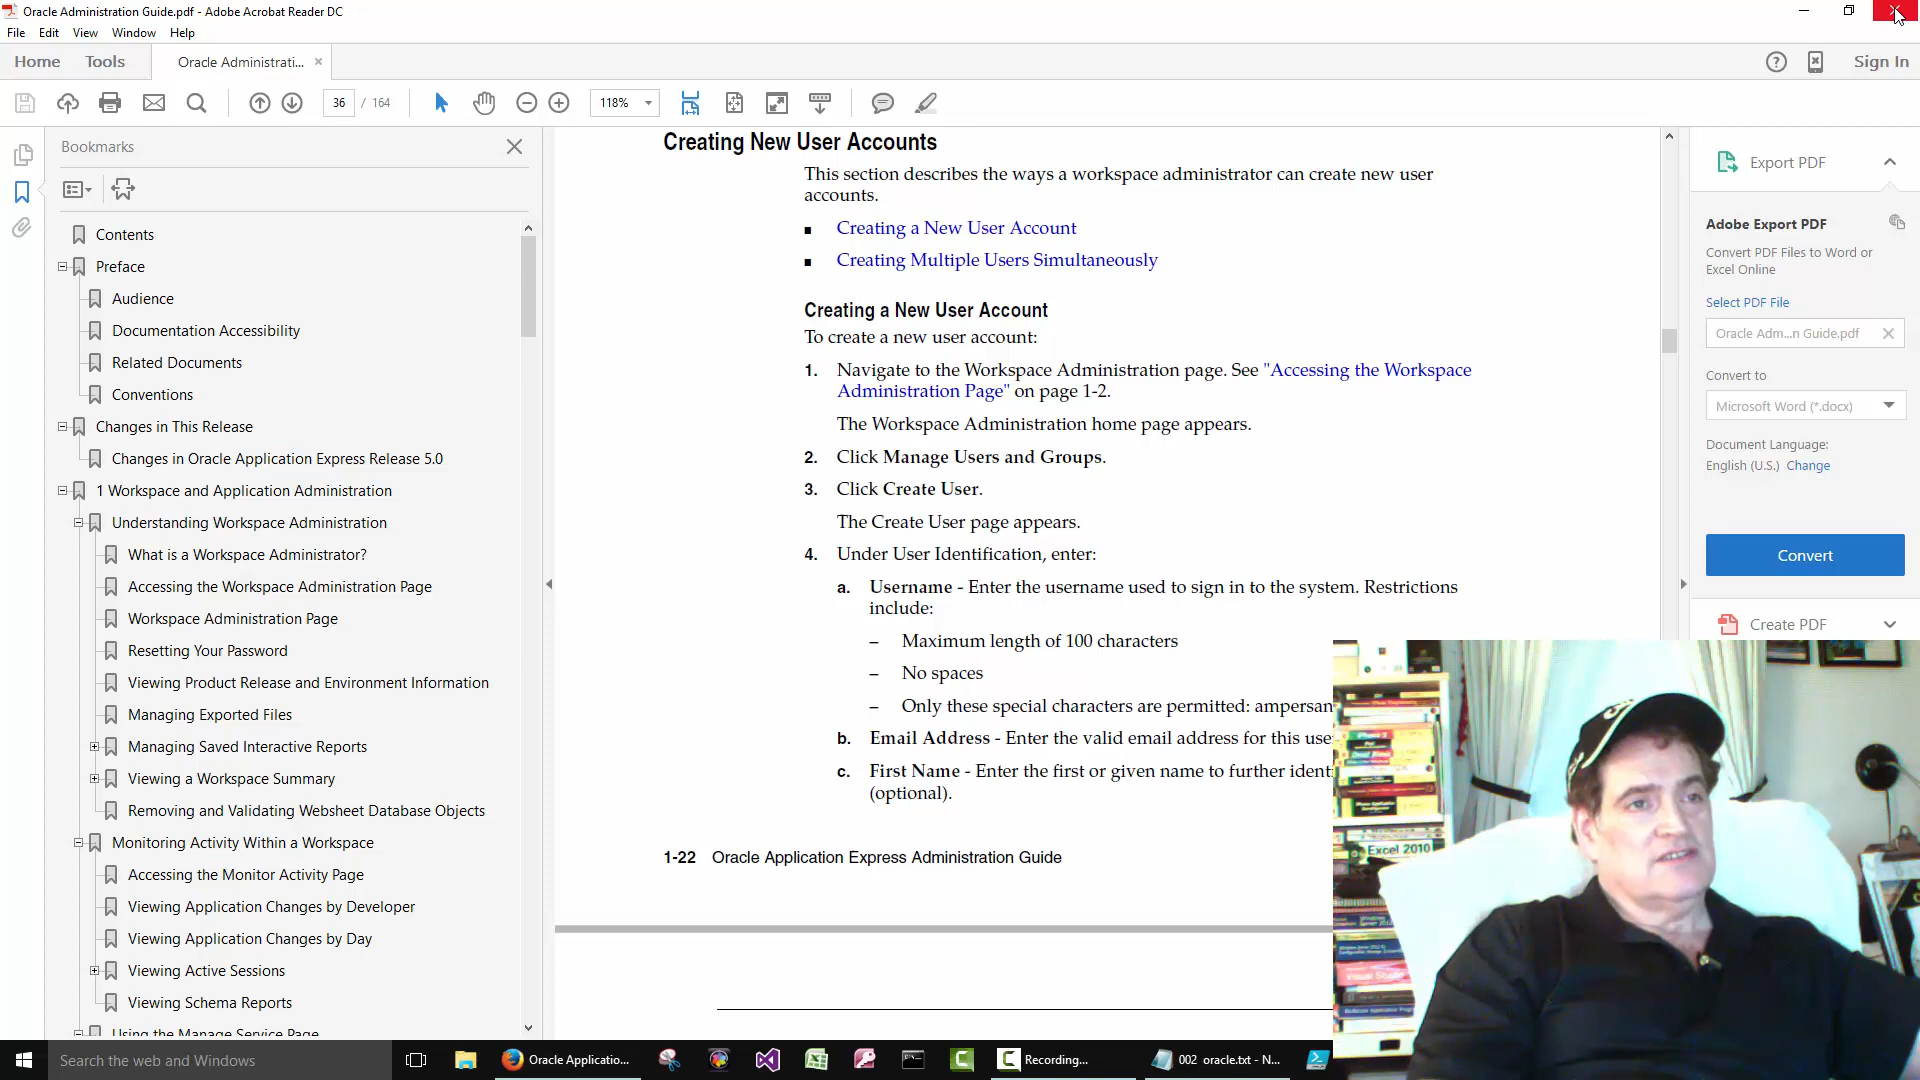 Oracle Administration Guide.pdf - Adobe Acrobat Reader DC
File Edit View Window Help
Home Tools Oracle Administrati... × Sign In
36 / 164 118%
Bookmarks
Contents
Preface
Audience
Documentation Accessibility
Related Documents
Conventions
Changes in This Release
Changes in Oracle Application Express Release 5.0
1 Workspace and Application Administration
Understanding Workspace Administration
What is a Workspace Administrator?
Accessing the Workspace Administration Page
Workspace Administration Page
Resetting Your Password
Viewing Product Release and Environment Information
Managing Exported Files
Managing Saved Interactive Reports
Viewing a Workspace Summary
Removing and Validating Websheet Database Objects
Monitoring Activity Within a Workspace
Accessing the Monitor Activity Page
Viewing Application Changes by Developer
Viewing Application Changes by Day
Viewing Active Sessions
Viewing Schema Reports
Using the Manage Service Page
Creating New User Accounts
This section describes the ways a workspace administrator can create new user
accounts.
■ Creating a New User Account
■ Creating Multiple Users Simultaneously
Creating a New User Account
To create a new user account:
1. Navigate to the Workspace Administration page. See "Accessing the Workspace
Administration Page" on page 1-2.
The Workspace Administration home page appears.
2. Click Manage Users and Groups.
3. Click Create User.
The Create User page appears.
4. Under User Identification, enter:
a. Username - Enter the username used to sign in to the system. Restrictions
include:
– Maximum length of 100 characters
– No spaces
– Only these special characters are permitted: ampersan
b. Email Address - Enter the valid email address for this use
c. First Name - Enter the first or given name to further identi
(optional).
1-22 Oracle Application Express Administration Guide
Export PDF
Adobe Export PDF
Convert PDF Files to Word or
Excel Online
Select PDF File
Oracle Adm...n Guide.pdf
Convert to
Microsoft Word (*.docx)
Document Language:
English (U.S.) Change
Convert
Create PDF
Excel 2010
Search the web and Windows
Oracle Applicatio...
Recording...
002 oracle.txt - N...